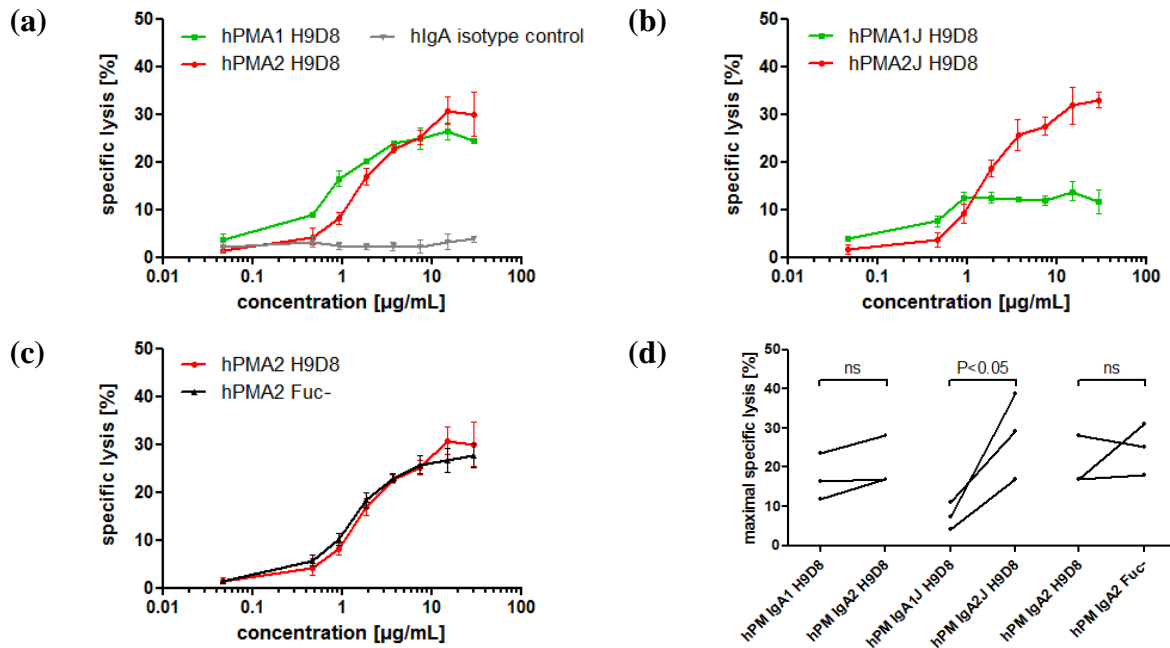 (a)
50
40
30
20
10
0
specific lysis [%]
hPMA1 H9D8
hPMA2 H9D8
hIgA isotype control
0.01 0.1 1 10 100
concentration [µg/mL]
(b)
50
40
30
20
10
0
specific lysis [%]
hPMA1J H9D8
hPMA2J H9D8
0.01 0.1 1 10 100
concentration [µg/mL]
(c)
50
40
30
20
10
0
specific lysis [%]
hPMA2 H9D8
hPMA2 Fuc-
0.01 0.1 1 10 100
concentration [µg/mL]
(d)
50
40
30
20
10
0
maximal specific lysis [%]
ns
P<0.05
ns
hPM IgA1 H9D8
hPM IgA2 H9D8
hPM IgA1J H9D8
hPM IgA2J H9D8
hPM IgA2 H9D8
hPM IgA2 Fuc-